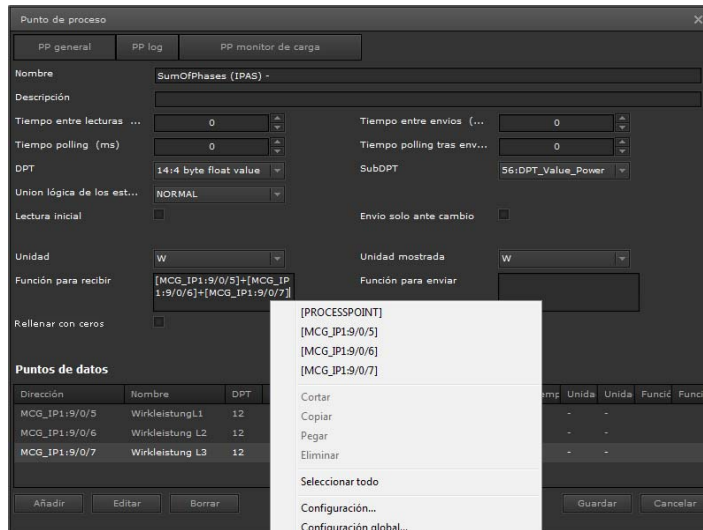 Punto de proceso
PP general PP log PP monitor de carga
Nombre SumOfPhases (IPAS) -
Descripción
Tiempo entre lecturas ... 0 Tiempo entre envios (... 0
Tiempo polling (ms) 0 Tiempo polling tras env... 0
DPT 14:4 byte float value SubDPT 56:DPT_Value_Power
Union lógica de los est... NORMAL
Lectura inicial Envio solo ante cambio
Unidad W Unidad mostrada W
Función para recibir [MCG_IP1:9/0/5]+[MCG_IP Función para enviar
1:9/0/6]+[MCG_IP1:9/0/7]
[PROCESSPOINT]
Rellenar con ceros [MCG_IP1:9/0/5]
[MCG_IP1:9/0/6]
[MCG_IP1:9/0/7]
Puntos de datos
Dirección Nombre DPT Cortar Unida Unida Funció Funci
MCG_IP1:9/0/5 WirkleistungL1 12 Copiar - -
MCG_IP1:9/0/6 Wirkleistung L2 12 Pegar - -
MCG_IP1:9/0/7 Wirkleistung L3 12 Eliminar - -
Seleccionar todo
Añadir Editar Borrar Configuración... Guardar Cancelar
Configuración global...